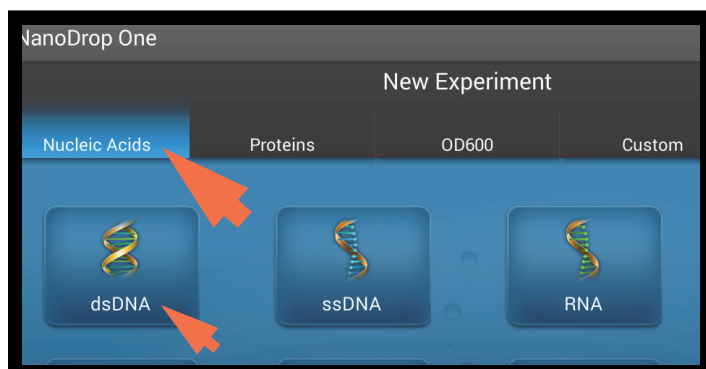 NanoDrop One
New Experiment
Nucleic Acids Proteins OD600 Custom
dsDNA ssDNA RNA